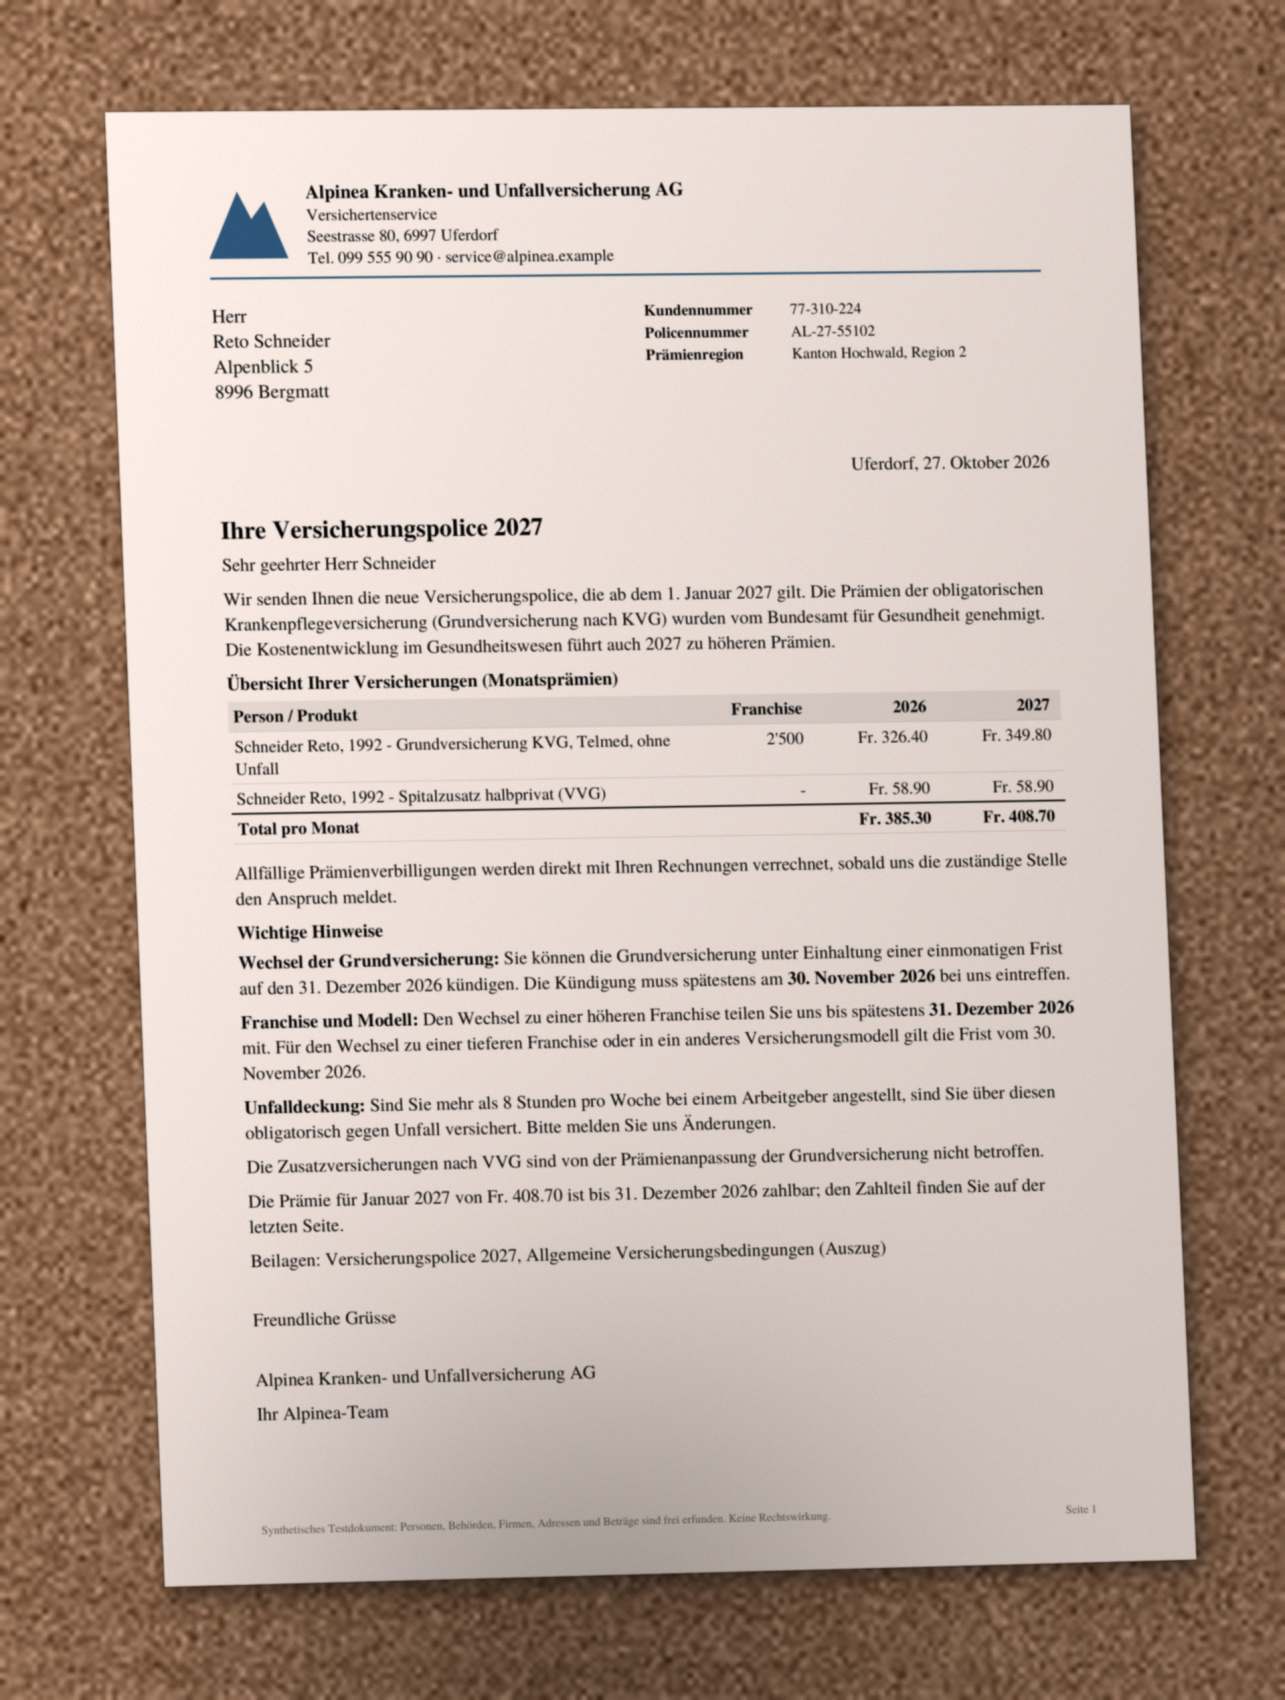 Alpinea Kranken- und Unfallversicherung AG
Versichertenservice
Seestrasse 80, 6997 Uferdorf
Tel. 099 555 90 90 · service@alpinea.example
Herr
Reto Schneider
Alpenblick 5
8996 Bergmatt
Kundennummer 77-310-224
Policennummer AL-27-55102
Prämienregion Kanton Hochwald, Region 2
Uferdorf, 27. Oktober 2026
Ihre Versicherungspolice 2027
Sehr geehrter Herr Schneider
Wir senden Ihnen die neue Versicherungspolice, die ab dem 1. Januar 2027 gilt. Die Prämien der obligatorischen
Krankenpflegeversicherung (Grundversicherung nach KVG) wurden vom Bundesamt für Gesundheit genehmigt.
Die Kostenentwicklung im Gesundheitswesen führt auch 2027 zu höheren Prämien.
Übersicht Ihrer Versicherungen (Monatsprämien)
Person / Produkt Franchise 2026 2027
Schneider Reto, 1992 - Grundversicherung KVG, Telmed, ohne 2'500 Fr. 326.40 Fr. 349.80
Unfall
Schneider Reto, 1992 - Spitalzusatz halbprivat (VVG) - Fr. 58.90 Fr. 58.90
Total pro Monat Fr. 385.30 Fr. 408.70
Allfällige Prämienverbilligungen werden direkt mit Ihren Rechnungen verrechnet, sobald uns die zuständige Stelle
den Anspruch meldet.
Wichtige Hinweise
Wechsel der Grundversicherung: Sie können die Grundversicherung unter Einhaltung einer einmonatigen Frist
auf den 31. Dezember 2026 kündigen. Die Kündigung muss spätestens am 30. November 2026 bei uns eintreffen.
Franchise und Modell: Den Wechsel zu einer höheren Franchise teilen Sie uns bis spätestens 31. Dezember 2026
mit. Für den Wechsel zu einer tieferen Franchise oder in ein anderes Versicherungsmodell gilt die Frist vom 30.
November 2026.
Unfalldeckung: Sind Sie mehr als 8 Stunden pro Woche bei einem Arbeitgeber angestellt, sind Sie über diesen
obligatorisch gegen Unfall versichert. Bitte melden Sie uns Änderungen.
Die Zusatzversicherungen nach VVG sind von der Prämienanpassung der Grundversicherung nicht betroffen.
Die Prämie für Januar 2027 von Fr. 408.70 ist bis 31. Dezember 2026 zahlbar; den Zahlteil finden Sie auf der
letzten Seite.
Beilagen: Versicherungspolice 2027, Allgemeine Versicherungsbedingungen (Auszug)
Freundliche Grüsse
Alpinea Kranken- und Unfallversicherung AG
Ihr Alpinea-Team
Synthetisches Testdokument: Personen, Behörden, Firmen, Adressen und Beträge sind frei erfunden. Keine Rechtswirkung.
Seite 1